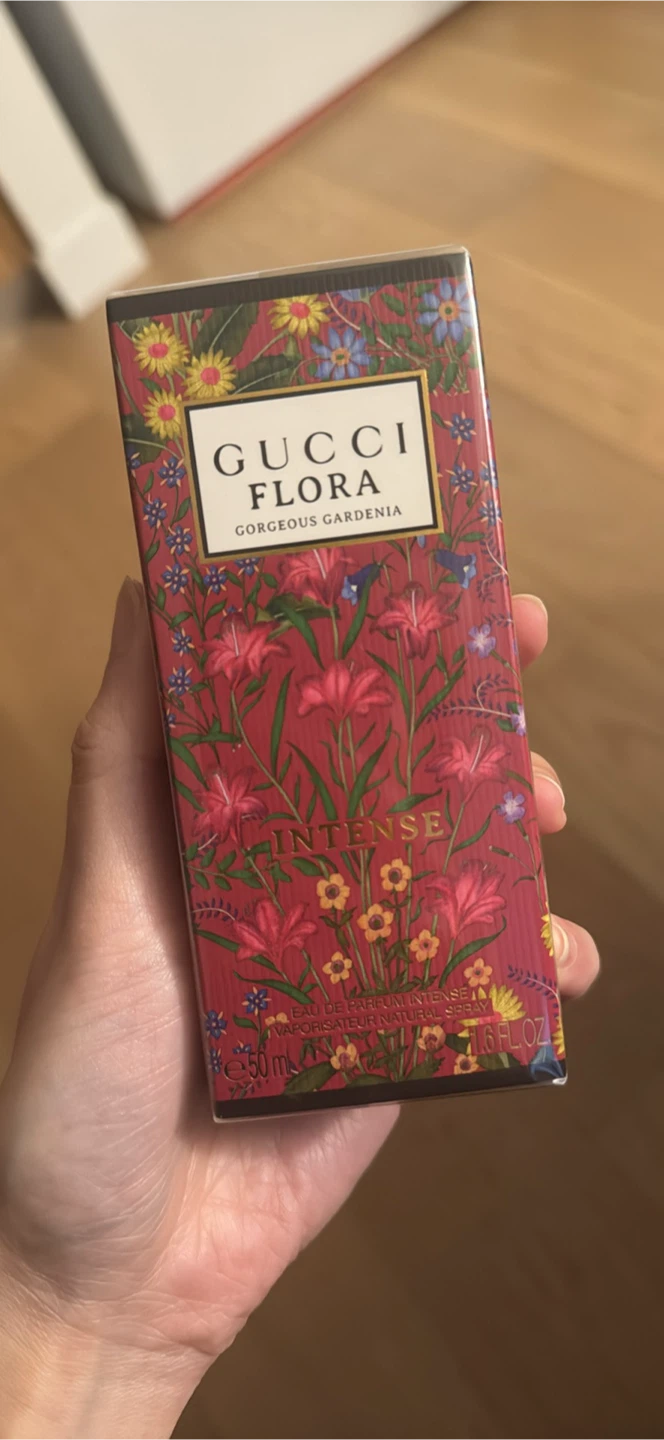 GUCCI
FLORA
GORGEOUS GARDENIA
INTENSE
EAU DE PARFUM INTENSE
VAPORISATEUR NATURAL SPRAY
℮50 mL
1.6 FL.OZ